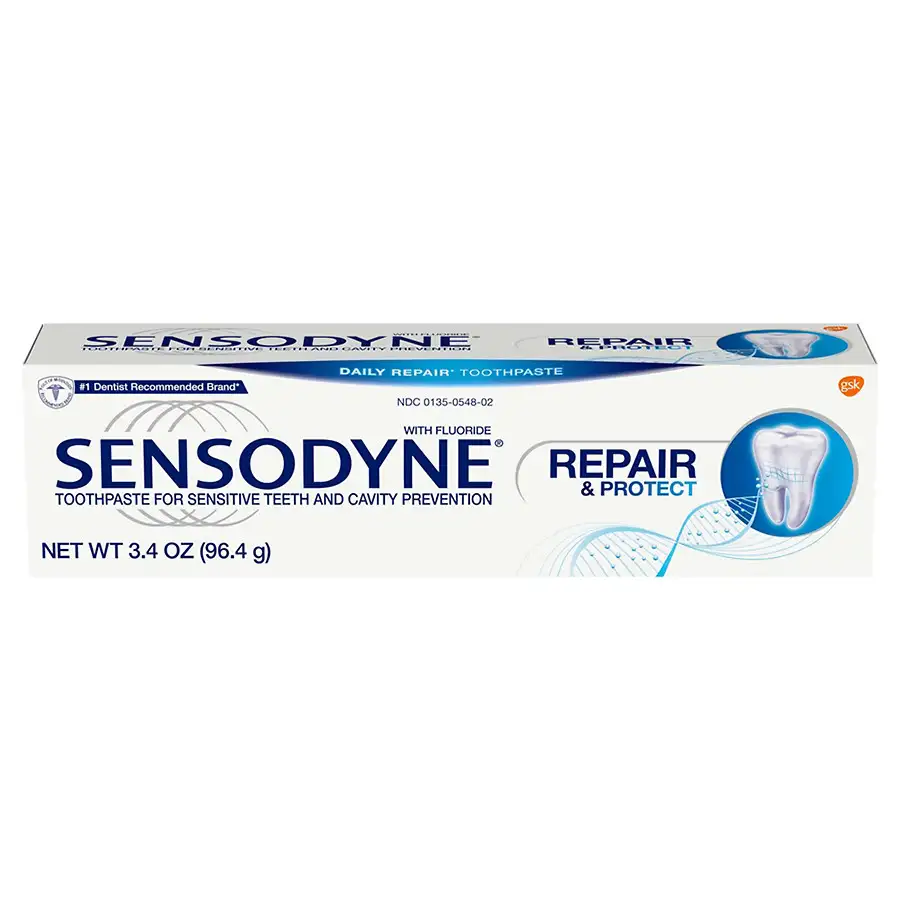 WITH FLUORIDE
SENSODYNE®
TOOTHPASTE FOR SENSITIVE TEETH AND CAVITY PREVENTION
REPAIR
& PROTECT
gsk
DAILY REPAIR* TOOTHPASTE
#1 Dentist Recommended Brand*
NDC 0135-0548-02
gsk
WITH FLUORIDE
SENSODYNE®
TOOTHPASTE FOR SENSITIVE TEETH AND CAVITY PREVENTION
REPAIR
& PROTECT
NET WT 3.4 OZ (96.4 g)